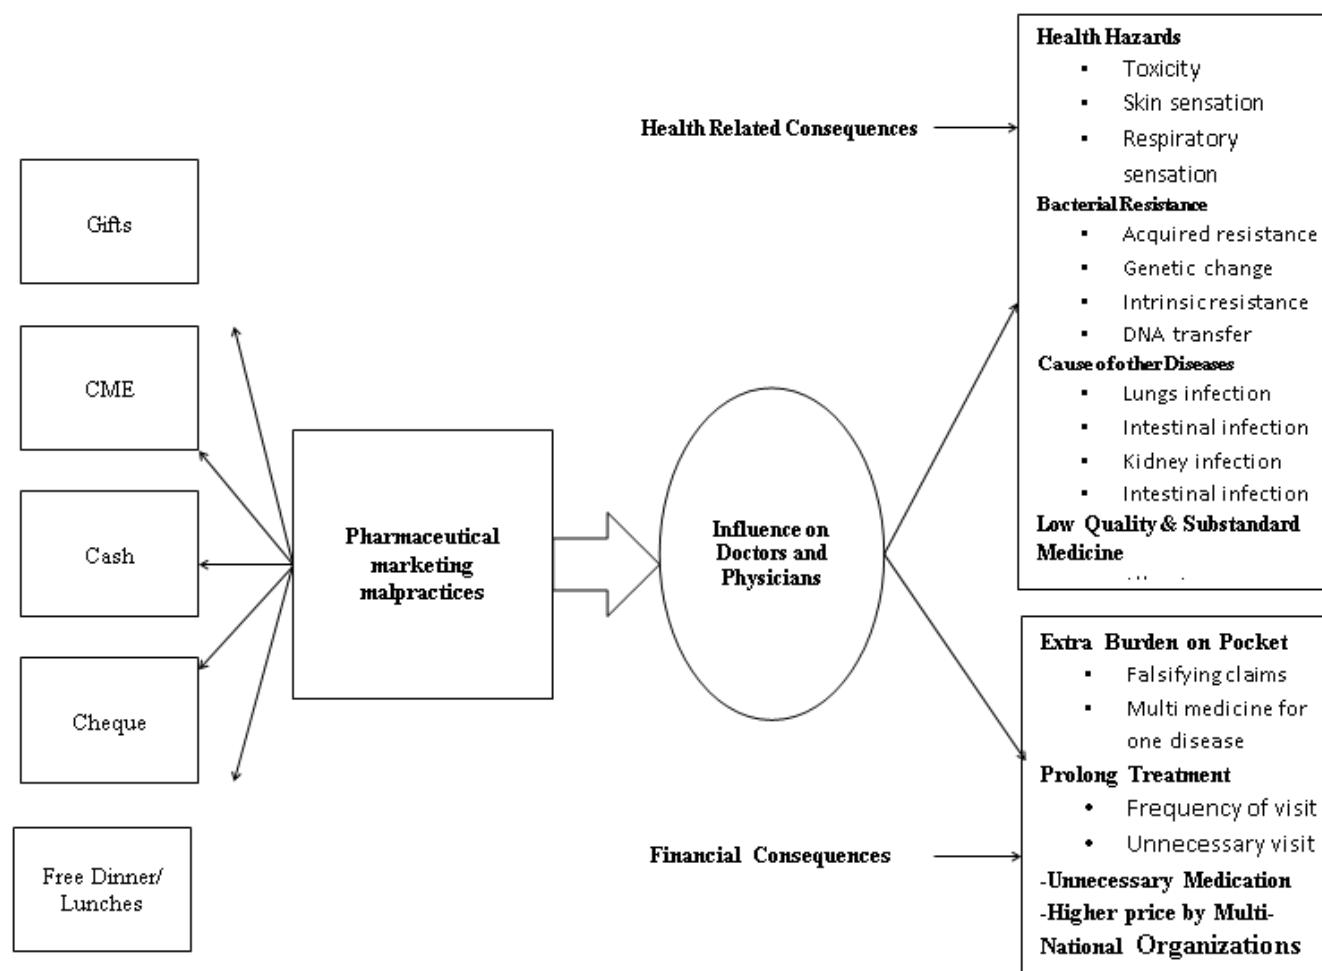 Gifts
CME
Cash
Cheque
Free Dinner/
Lunches
Pharmaceutical
marketing
malpractices
Influence on
Doctors and
Physicians
Health Related Consequences
Financial Consequences
Health Hazards
▪ Toxicity
▪ Skin sensation
▪ Respiratory
sensation
Bacterial Resistance
▪ Acquired resistance
▪ Genetic change
▪ Intrinsic resistance
▪ DNA transfer
Cause of other Diseases
▪ Lungs infection
▪ Intestinal infection
▪ Kidney infection
▪ Intestinal infection
Low Quality & Substandard
Medicine
Extra Burden on Pocket
▪ Falsifying claims
▪ Multi medicine for
one disease
Prolong Treatment
• Frequency of visit
• Unnecessary visit
-Unnecessary Medication
-Higher price by Multi-
National Organizations